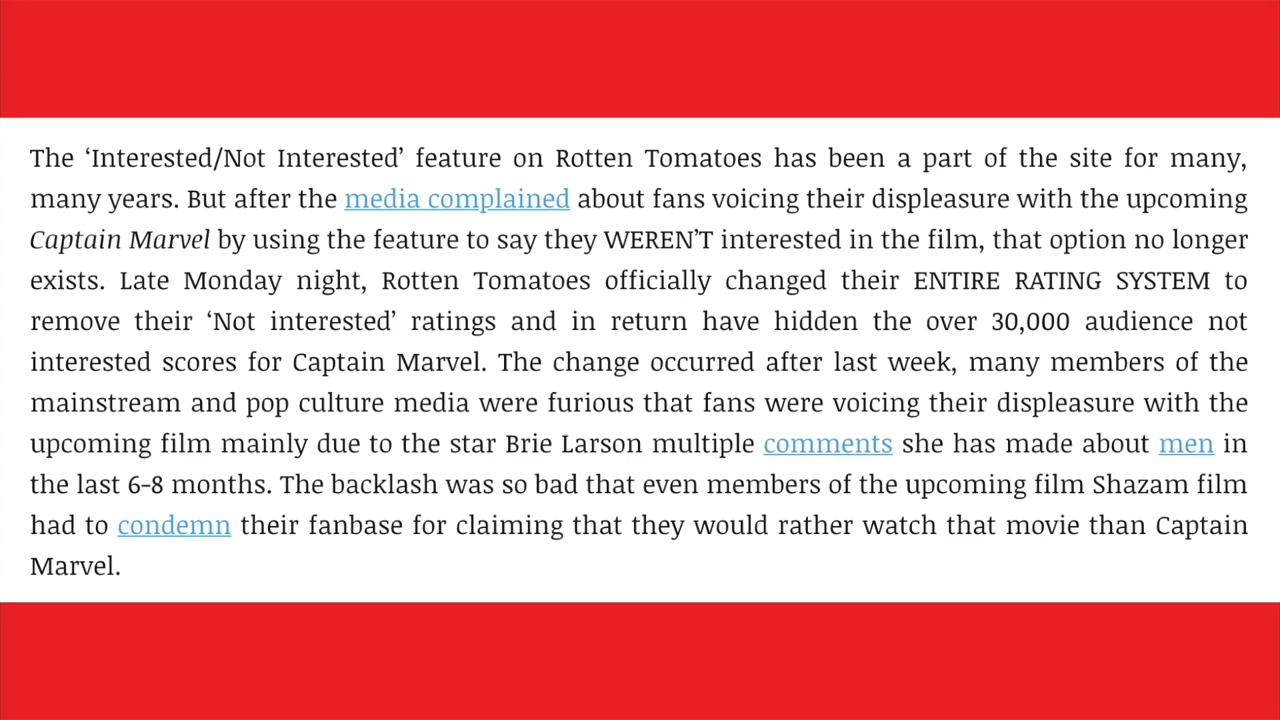 The ‘Interested/Not Interested’ feature on Rotten Tomatoes has been a part of the site for many,
many years. But after the media complained about fans voicing their displeasure with the upcoming
Captain Marvel by using the feature to say they WEREN’T interested in the film, that option no longer
exists. Late Monday night, Rotten Tomatoes officially changed their ENTIRE RATING SYSTEM to
remove their ‘Not interested’ ratings and in return have hidden the over 30,000 audience not
interested scores for Captain Marvel. The change occurred after last week, many members of the
mainstream and pop culture media were furious that fans were voicing their displeasure with the
upcoming film mainly due to the star Brie Larson multiple comments she has made about men in
the last 6-8 months. The backlash was so bad that even members of the upcoming film Shazam film
had to condemn their fanbase for claiming that they would rather watch that movie than Captain
Marvel.